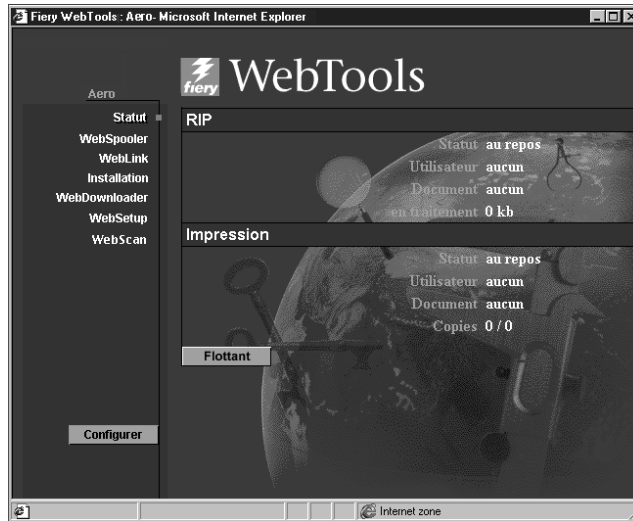 Fiery WebTools : Aero- Microsoft Internet Explorer
fiery WebTools
Aero
Statut
WebSpooler
WebLink
Installation
WebDownloader
WebSetup
WebScan
Configurer
RIP
Statut au repos
Utilisateur aucun
Document aucun
en traitement 0 kb
Impression
Statut au repos
Utilisateur aucun
Document aucun
Copies 0 / 0
Flottant
Internet zone